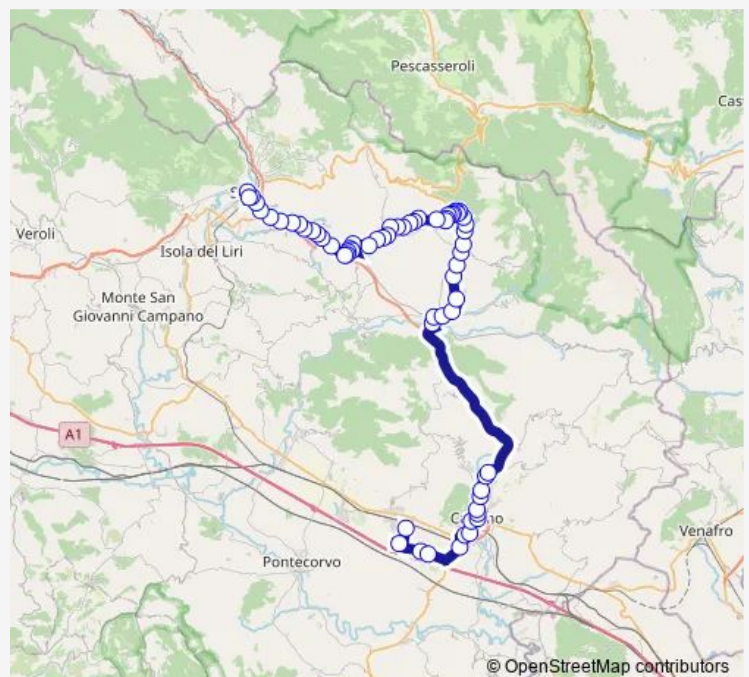 Pescasseroli
Veroli
Isola del Liri
Monte San
Giovanni Campano
A1
Venafro
Pontecorvo
© OpenStreetMap contributors